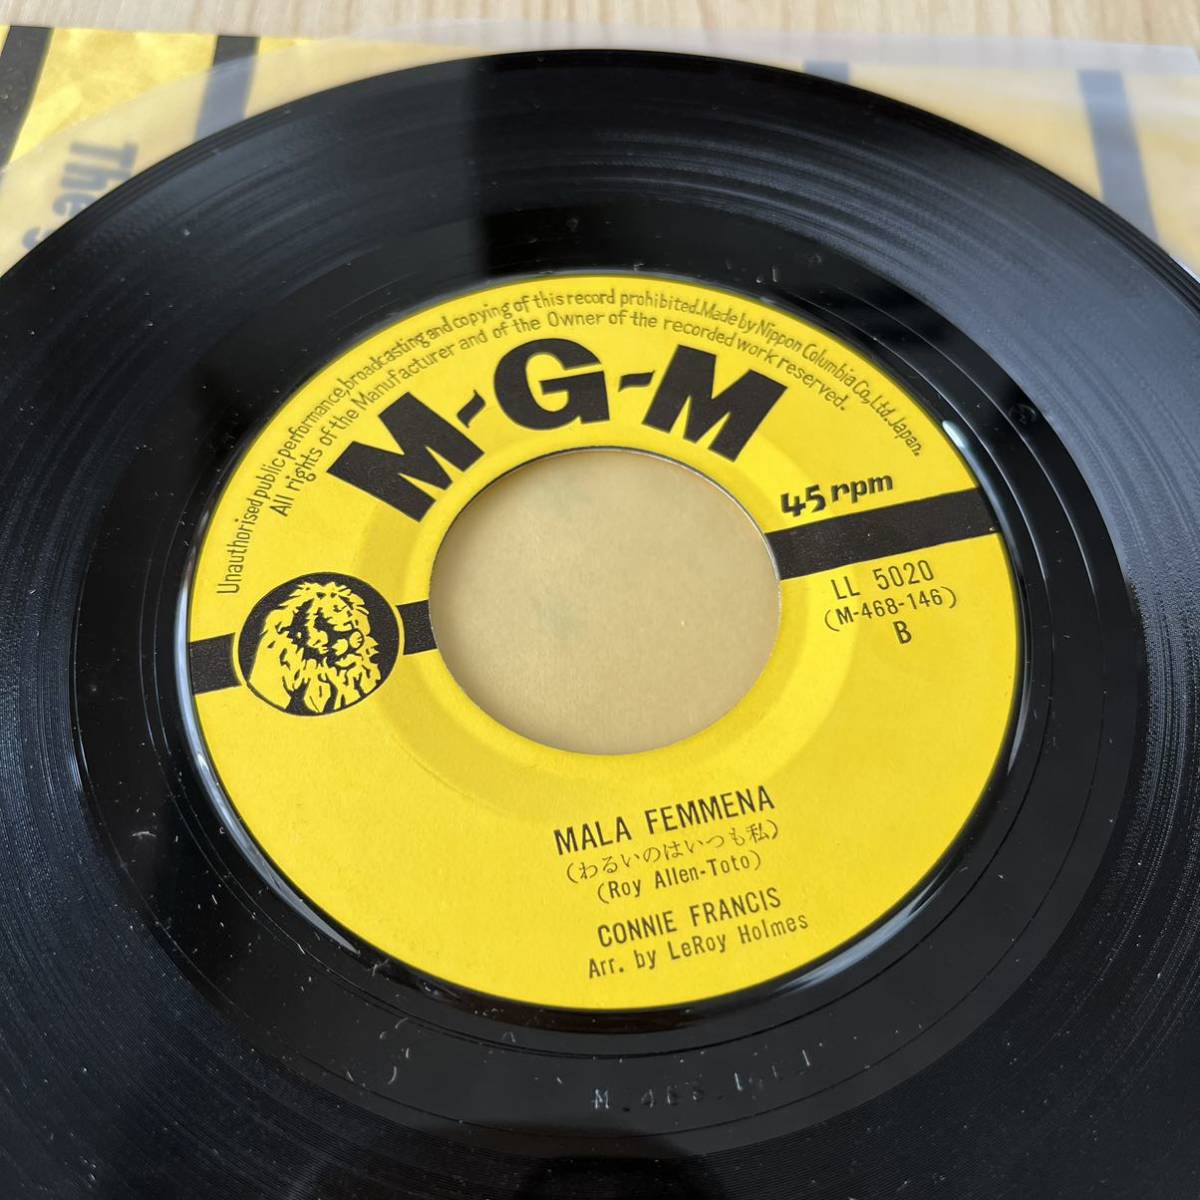 The
Unauthorised public performance, broadcasting and copying of this record prohibited. Made by Nippon Columbia Co., Ltd. Japan.
All rights of the Manufacturer and of the Owner of the recorded work reserved.
M-G-M
45 rpm
LL 5020
(M-468-146)
B
MALA FEMMENA
(わるいのはいつも私)
(Roy Allen-Toto)
CONNIE FRANCIS
Arr. by LeRoy Holmes